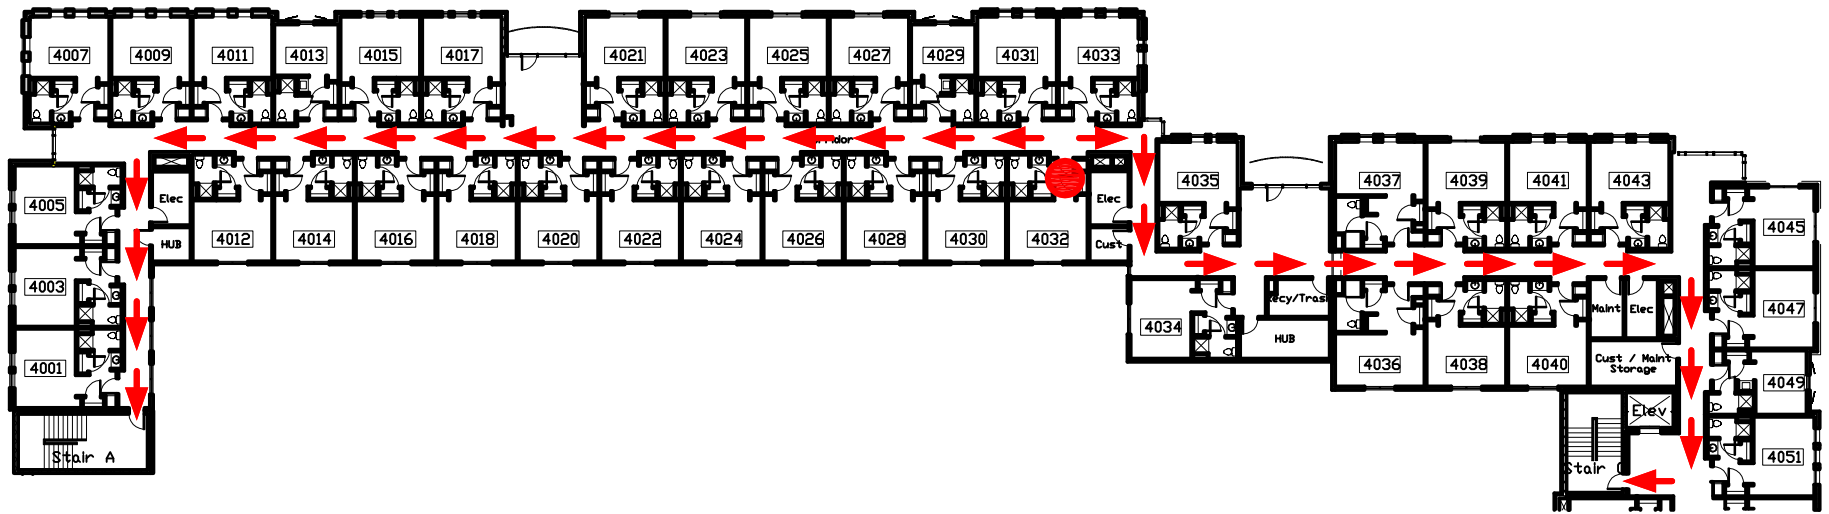 4007 4009 4011 4013 4015 4017 4021 4023 4025 4027 4029 4031 4033
4035 4037 4039 4041 4043
4005 Elec Elec 4045
HUB 4012 4014 4016 4018 4020 4022 4024 4026 4028 4030 4032 Cust
4003 4034 Maint Elec 4047
HUB
4001 4036 4038 4040 Cust / Maint
Storage 4049
Elev
Stair A Stair 4051